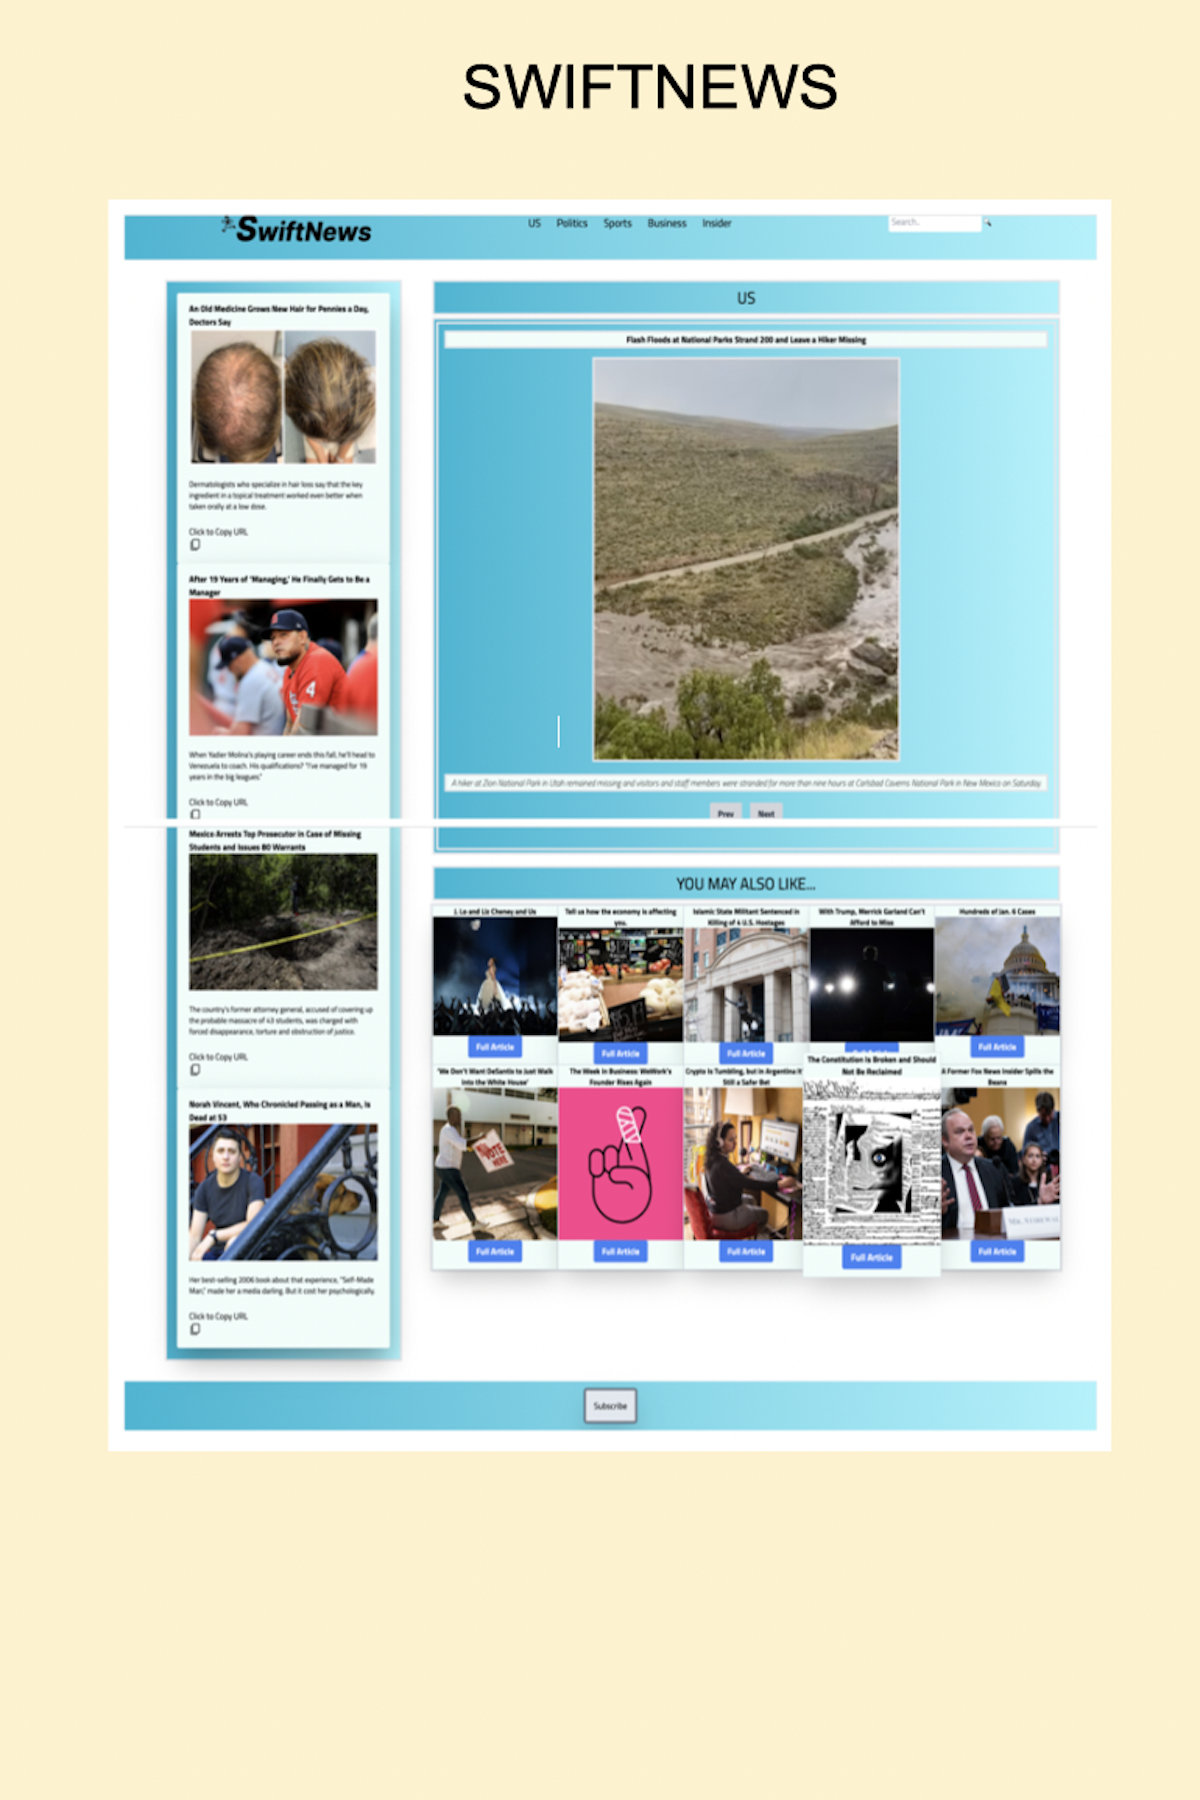 SWIFTNEWS
SwiftNews
US Politics Sports Business Insider
Search..
An Old Medicine Grows New Hair for Pennies a Day,
Doctors Say
Dermatologists who specialize in hair loss say that the key
ingredient in a topical treatment worked even better when
taken orally at a low dose.
Click to Copy URL
After 19 Years of 'Managing,' He Finally Gets to Be a
Manager
4
When Yadier Molina's playing career ends this fall, he'll head to
Venezuela to coach. His qualifications? "I've managed for 19
years in the big leagues."
Click to Copy URL
Mexico Arrests Top Prosecutor in Case of Missing
Students and Issues 80 Warrants
The country's former attorney general, accused of covering up
the probable massacre of 43 students, was charged with
forced disappearance, torture and obstruction of justice.
Click to Copy URL
Norah Vincent, Who Chronicled Passing as a Man, Is
Dead at 53
Her best-selling 2006 book about that experience, "Self-Made
Man," made her a media darling. But it cost her psychologically.
Click to Copy URL
US
Flash Floods at National Parks Strand 200 and Leave a Hiker Missing
A hiker at Zion National Park in Utah remained missing and visitors and staff members were stranded for more than nine hours at Carlsbad Caverns National Park in New Mexico on Saturday.
Prev Next
YOU MAY ALSO LIKE...
J. Lo and Liz Cheney and Us
Full Article
Tell us how the economy is affecting
you.
Full Article
Islamic State Militant Sentenced in
Killing of 4 U.S. Hostages
Full Article
With Trump, Merrick Garland Can't
Afford to Miss
Hundreds of Jan. 6 Cases
Full Article
'We Don't Want DeSantis to Just Walk
Into the White House'
VOTE
HERE
Full Article
The Week in Business: WeWork's
Founder Rises Again
Full Article
Crypto Is Tumbling, but in Argentina It
Still a Safer Bet
Full Article
The Constitution Is Broken and Should
Not Be Reclaimed
Full Article
A Former Fox News Insider Spills the
Beans
MR. STIREWALT
Full Article
Subscribe